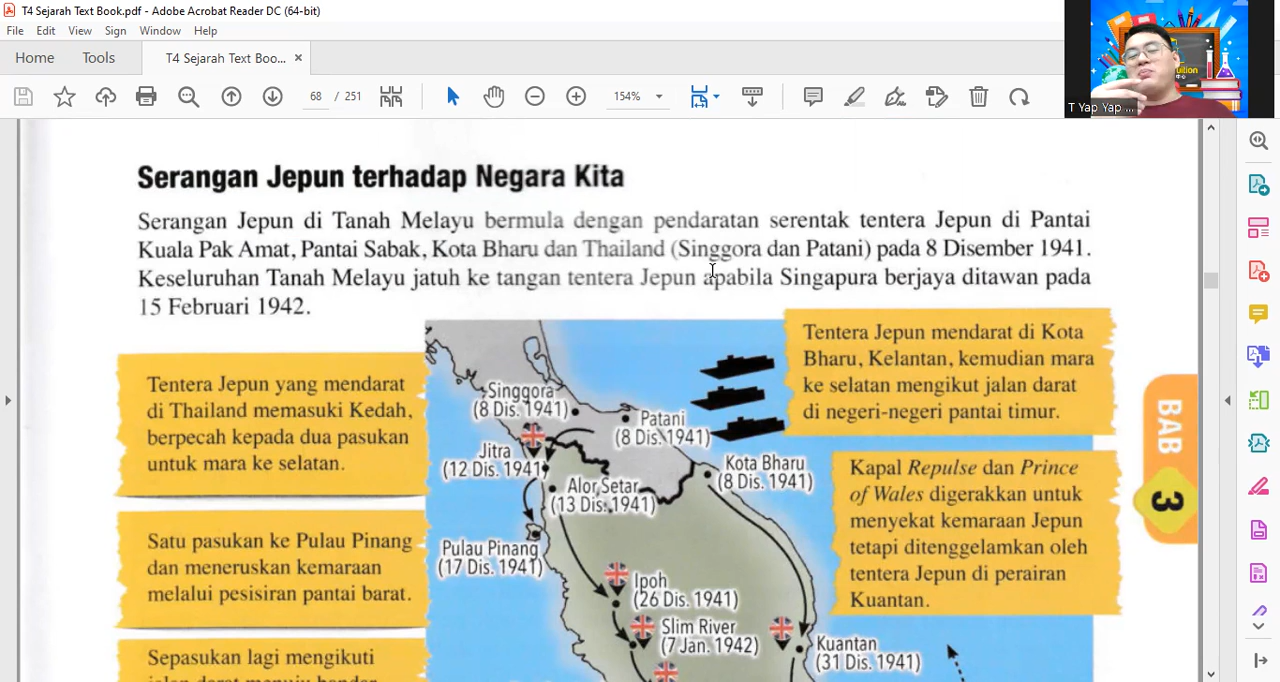 T4 Sejarah Text Book.pdf - Adobe Acrobat Reader DC (64-bit)
File Edit View Sign Window Help
Home Tools T4 Sejarah Text Boo... ×
68 / 251 154%
T Yap Yap ...
Serangan Jepun terhadap Negara Kita
Serangan Jepun di Tanah Melayu bermula dengan pendaratan serentak tentera Jepun di Pantai
Kuala Pak Amat, Pantai Sabak, Kota Bharu dan Thailand (Singgora dan Patani) pada 8 Disember 1941.
Keseluruhan Tanah Melayu jatuh ke tangan tentera Jepun apabila Singapura berjaya ditawan pada
15 Februari 1942.
Tentera Jepun yang mendarat
di Thailand memasuki Kedah,
berpecah kepada dua pasukan
untuk mara ke selatan.
Satu pasukan ke Pulau Pinang
dan meneruskan kemaraan
melalui pesisiran pantai barat.
Sepasukan lagi mengikuti
Singgora
(8 Dis. 1941)
Patani
(8 Dis. 1941)
Jitra
(12 Dis. 1941)
Alor Setar
(13 Dis. 1941)
Kota Bharu
(8 Dis. 1941)
Pulau Pinang
(17 Dis. 1941)
Ipoh
(26 Dis. 1941)
Slim River
(7 Jan. 1942)
Kuantan
(31 Dis. 1941)
Tentera Jepun mendarat di Kota
Bharu, Kelantan, kemudian mara
ke selatan mengikut jalan darat
di negeri-negeri pantai timur.
Kapal Repulse dan Prince
of Wales digerakkan untuk
menyekat kemaraan Jepun
tetapi ditenggelamkan oleh
tentera Jepun di perairan
Kuantan.
BAB
3